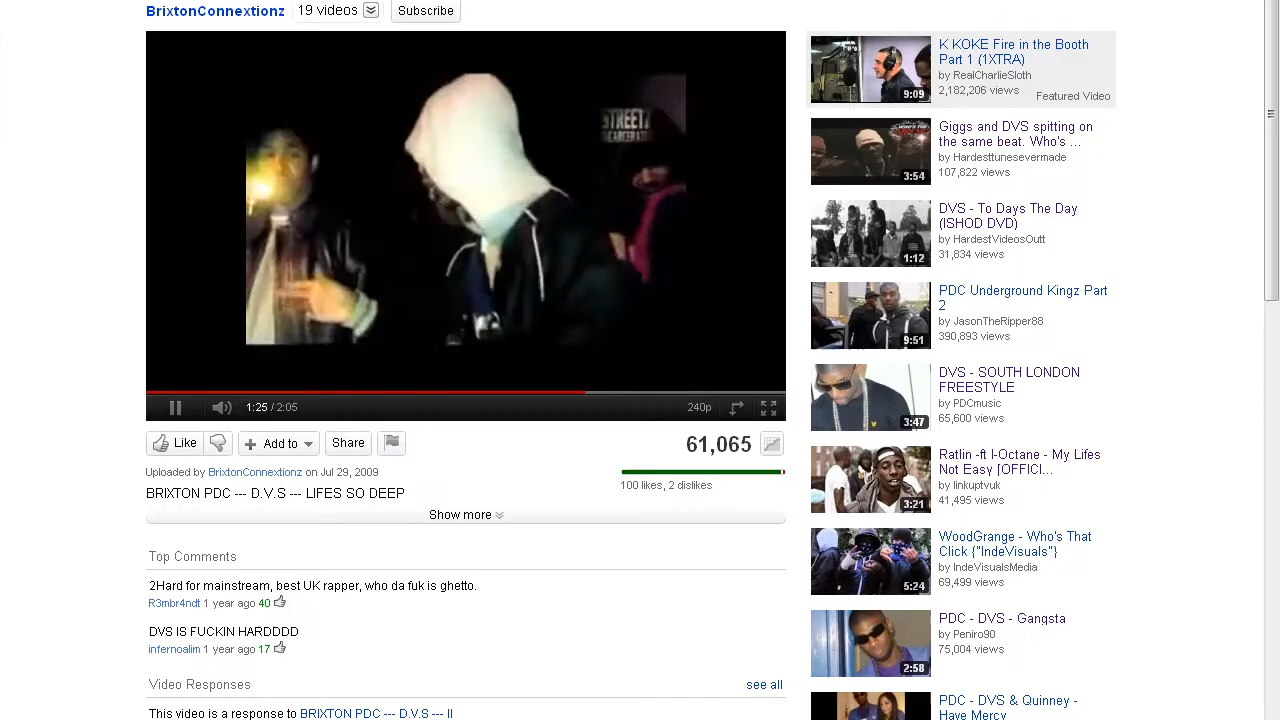 BrixtonConnextionz 19 videos Subscribe
STREETZ
INCARCERATED
1:25 / 2:05 240p
Like Add to Share 61,065
Uploaded by BrixtonConnextionz on Jul 29, 2009
100 likes, 2 dislikes
BRIXTON PDC --- D.V.S --- LIFES SO DEEP
Show more
Top Comments
2Hard for mainstream, best UK rapper, who da fuk is ghetto.
R3mbr4ndt 1 year ago 40
DVS IS FUCKIN HARDDDD
infernoalim 1 year ago 17
Video Responses see all
This is a response to BRIXTON PDC --- D.V.S---
K KOKE Fire in the Booth
Part 1 (1XTRA)
by RealCharlieSloth
2,182,206 views
Featured Video
9:09
Giggs and DVS spraying to
the same beat. Who's ...
by Hardesttunesevermade
107,822 views
3:54
DVS - To Days The Day
(ISHOD DVD)
by HardestVideosOutt
31,834 views
1:12
PDC Underground Kingz Part
2
by JasonTheRipper88
390,893 views
9:51
DVS - SOUTH LONDON
FREESTYLE
by SPDCmusic
65,104 views
3:47
Ratlin -ft I-Octane - My Lifes
Not Easy [OFFICI...
by linkuptvuk
41,495 views
3:21
WoodGrange - Who's That
Click {"IndeVisuals"}
by IndeVisualsMedia
69,499 views
5:24
PDC - DVS - Gangsta
by Feniro90
75,004 views
2:58
PDC - DVS & Quinney -
Have Mercy